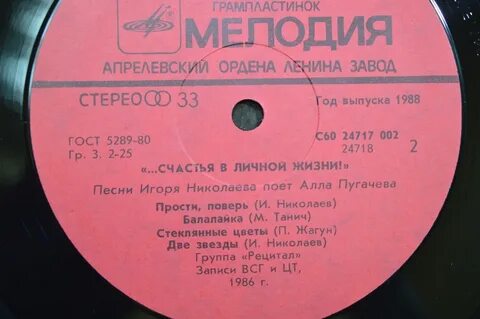 ГРАМПЛАСТИНОК
МЕЛОДИЯ
АПРЕЛЕВСКИЙ ОРДЕНА ЛЕНИНА ЗАВОД
СТЕРЕО 33
Год выпуска 1988
ГОСТ 5289-80
Гр. 3. 2-25
С60 24717 002
24718 2
«...СЧАСТЬЯ В ЛИЧНОЙ ЖИЗНИ!»
Песни Игоря Николаева поет Алла Пугачева
Прости, поверь (И. Николаев)
Балалайка (М. Танич)
Стеклянные цветы (П. Жагун)
Две звезды (И. Николаев)
Группа «Рецитал»
Записи ВСГ и ЦТ,
1986 г.